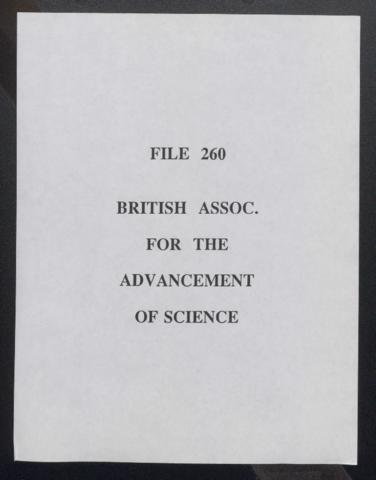 FILE 260
BRITISH ASSOC.
FOR THE
ADVANCEMENT
OF SCIENCE